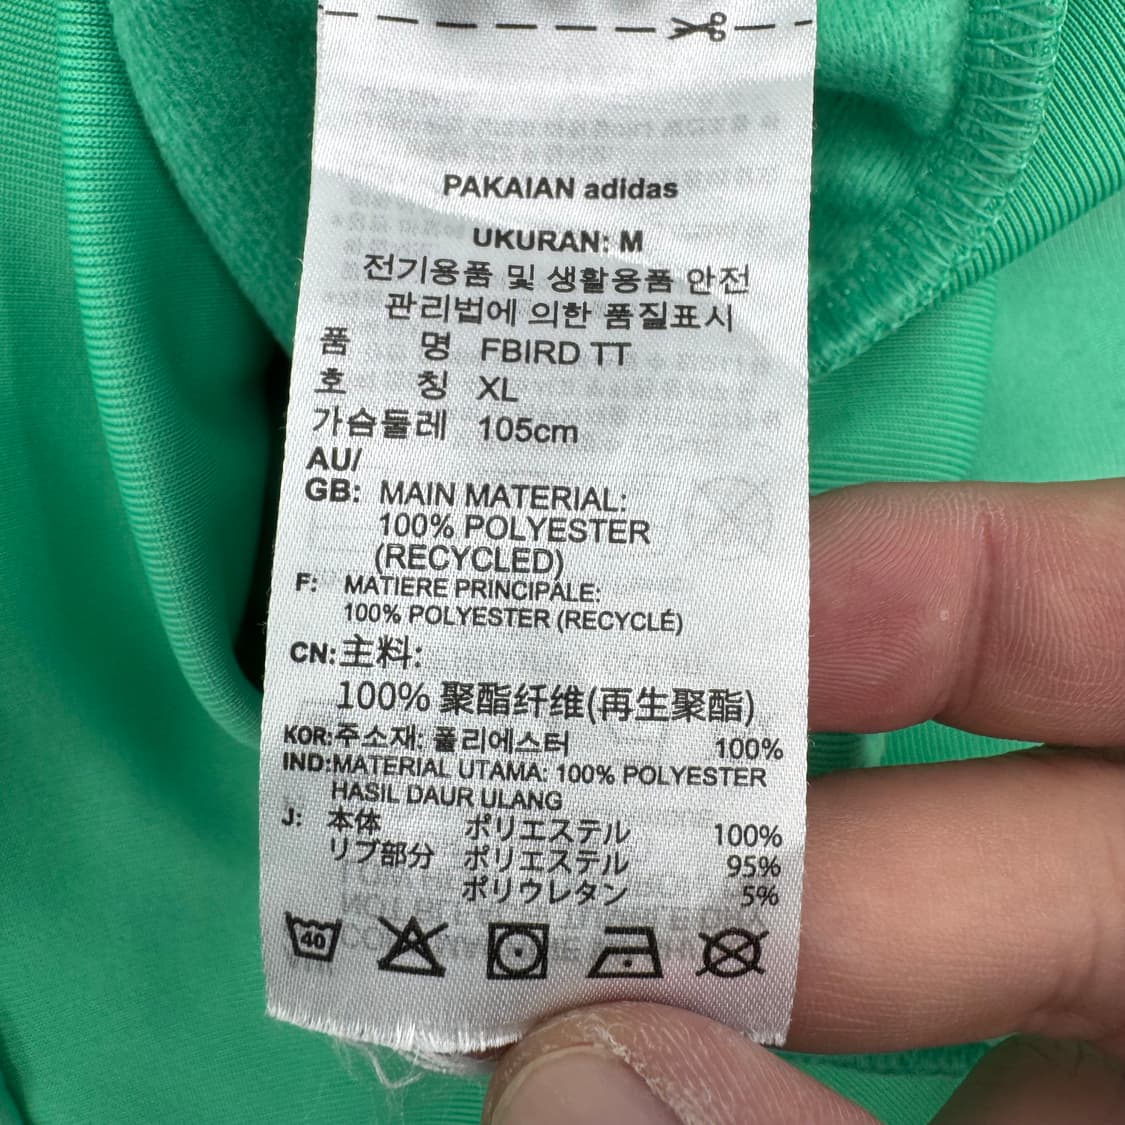 PAKAIAN adidas
UKURAN: M
전기용품 및 생활용품 안전
관리법에 의한 품질표시
품 명 FBIRD TT
호 칭 XL
가슴둘레 105cm
AU/
GB: MAIN MATERIAL:
100% POLYESTER
(RECYCLED)
F: MATIERE PRINCIPALE:
100% POLYESTER (RECYCLÉ)
CN: 主料:
100% 聚酯纤维(再生聚酯)
KOR: 주소재: 폴리에스터 100%
IND: MATERIAL UTAMA: 100% POLYESTER
HASIL DAUR ULANG
J: 本体 ポリエステル 100%
リブ部分 ポリエステル 95%
ポリウレタン 5%
40